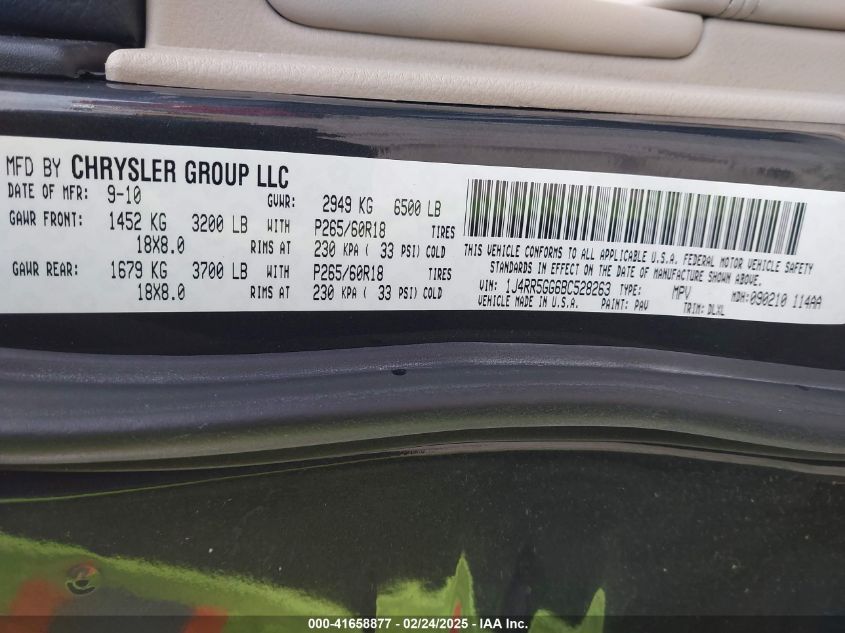 MFD BY CHRYSLER GROUP LLC
DATE OF MFR: 9-10 GVWR: 2949 KG 6500 LB
GAWR FRONT: 1452 KG 3200 LB WITH P265/60R18 TIRES
18X8.0 RIMS AT 230 KPA ( 33 PSI) COLD
GAWR REAR: 1679 KG 3700 LB WITH P265/60R18 TIRES
18X8.0 RIMS AT 230 KPA ( 33 PSI) COLD
THIS VEHICLE CONFORMS TO ALL APPLICABLE U.S.A. FEDERAL MOTOR VEHICLE SAFETY
STANDARDS IN EFFECT ON THE DATE OF MANUFACTURE SHOWN ABOVE.
VIN: 1J4RR5GG6BC528263 TYPE: MPV MDH:090210 114AA
VEHICLE MADE IN U.S.A. PAINT: PAV TRIM: DLXL
000-41658877 - 02/24/2025 - IAA Inc.